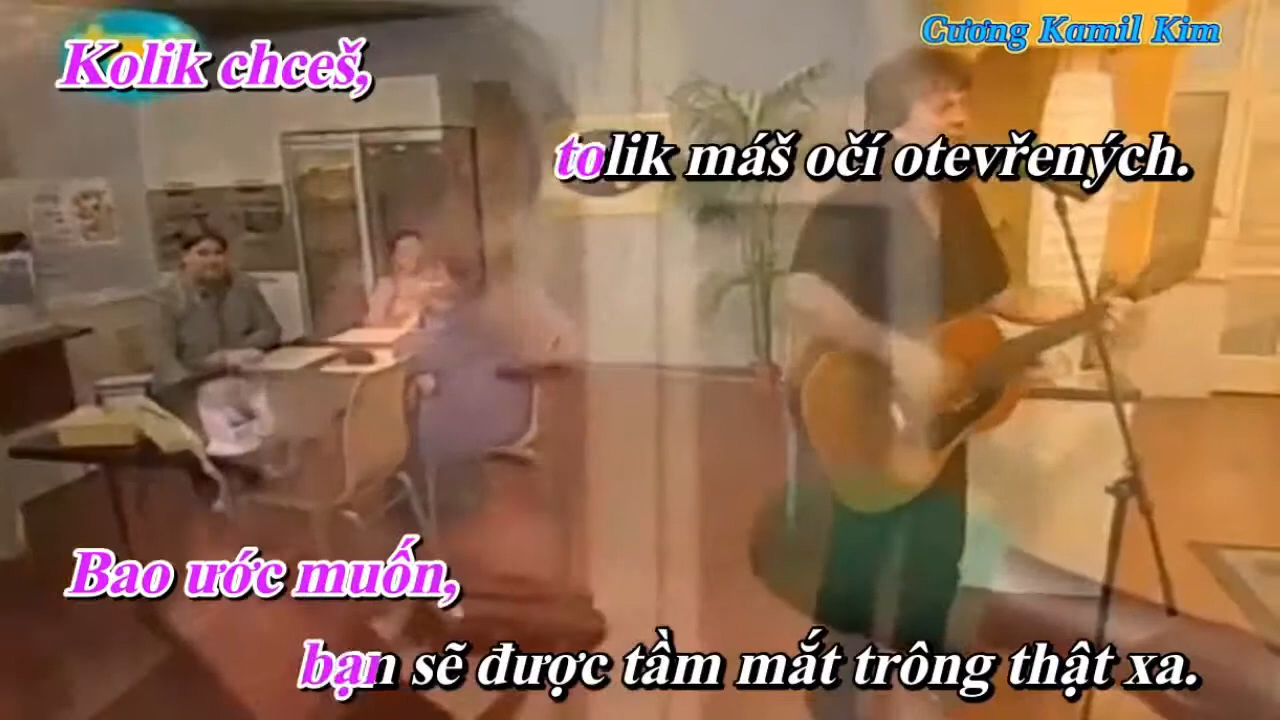 Cương Kamil Kim
Kolik chceš,
tolik máš očí otevřených.
Bao ước muốn,
bạn sẽ được tầm mắt trông thật xa.